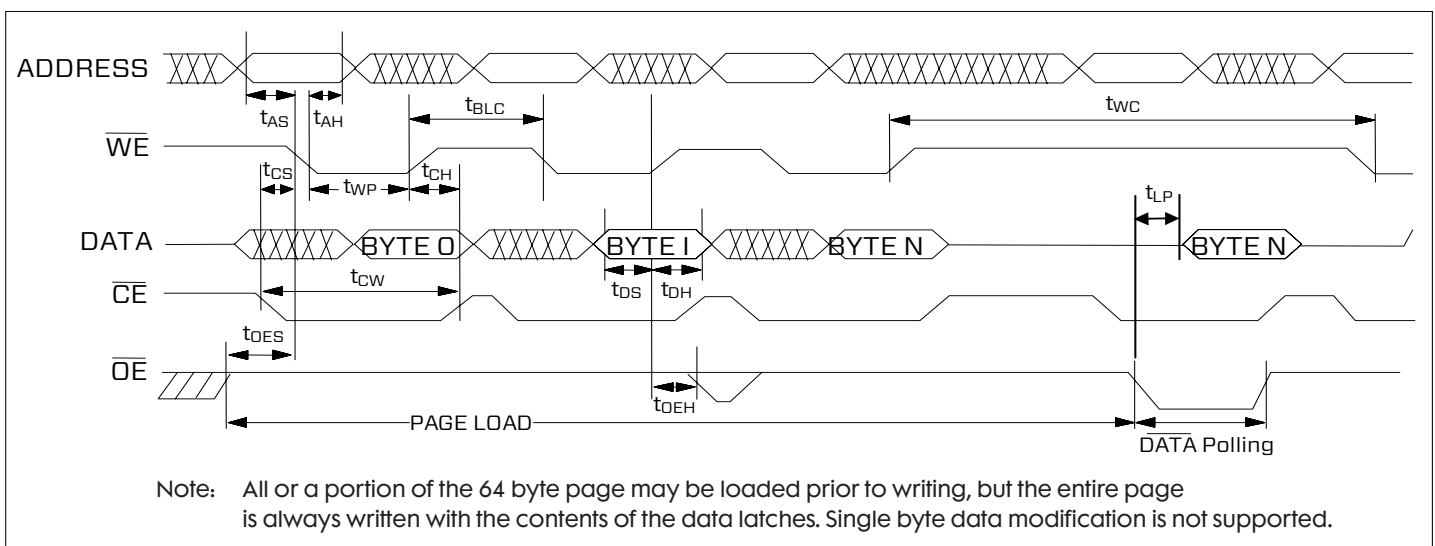 ADDRESS
tAS
tAH
tBLC
tWC
WE
tCS
tWP
tCH
tLP
DATA
BYTE 0
BYTE 1
BYTE N
BYTE N
tDS
tDH
tCW
CE
tOES
OE
tOEH
PAGE LOAD
DATA Polling
Note: All or a portion of the 64 byte page may be loaded prior to writing, but the entire page
is always written with the contents of the data latches. Single byte data modification is not supported.